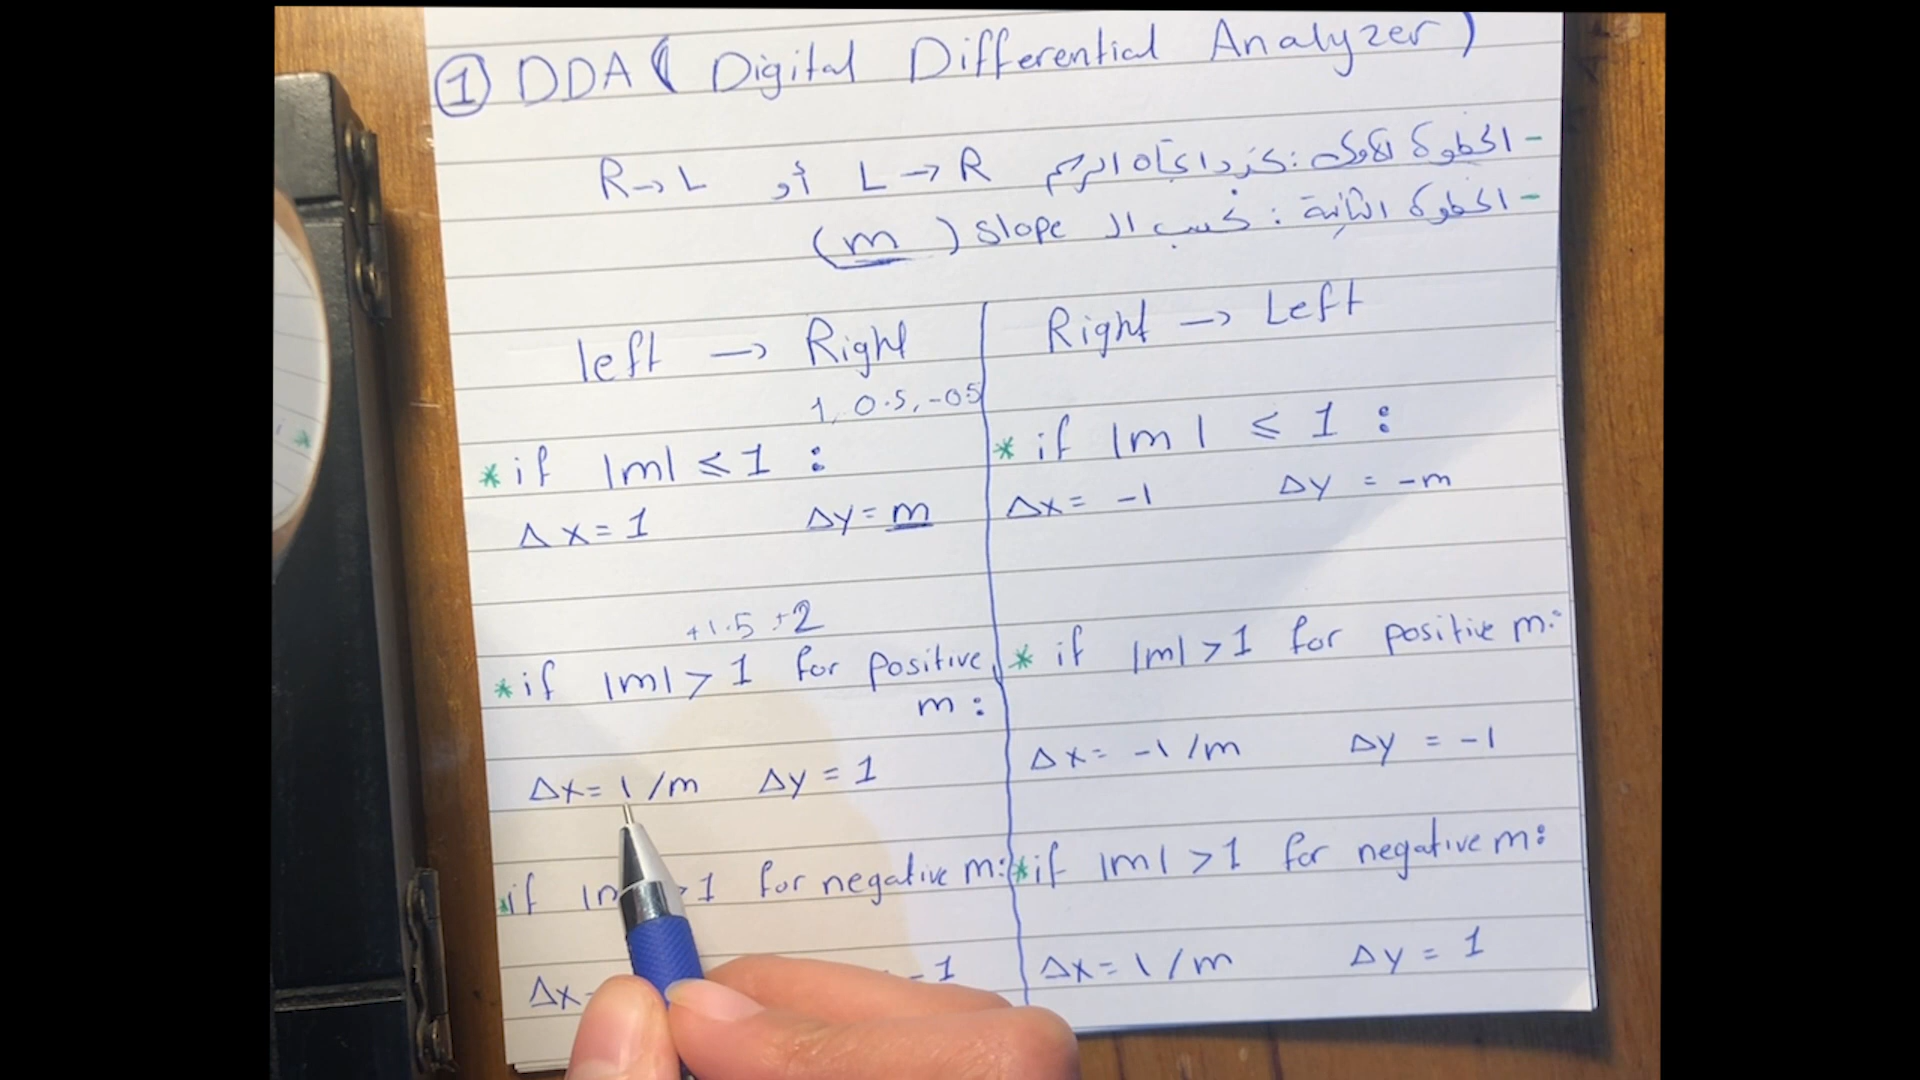 ① DDA ( Digital Differential Analyzer )
- الخطوة الأولى : نحدد اتجاه الرسم L → R أو R → L
- الخطوة الثانية : نحسب الـ slope (m)
left → Right
1, 0.5, -0.5
* if |m| ≤ 1 :
Δx = 1 Δy = m
+1.5 +2
* if |m| > 1 for positive
m :
Δx = 1/m Δy = 1
* if > 1 for negative m:
Δx - 1
Right → Left
* if |m| ≤ 1 :
Δx = -1 Δy = -m
* if |m| > 1 for positive m:
Δx = -1/m Δy = -1
* if |m| > 1 for negative m:
Δx = 1/m Δy = 1